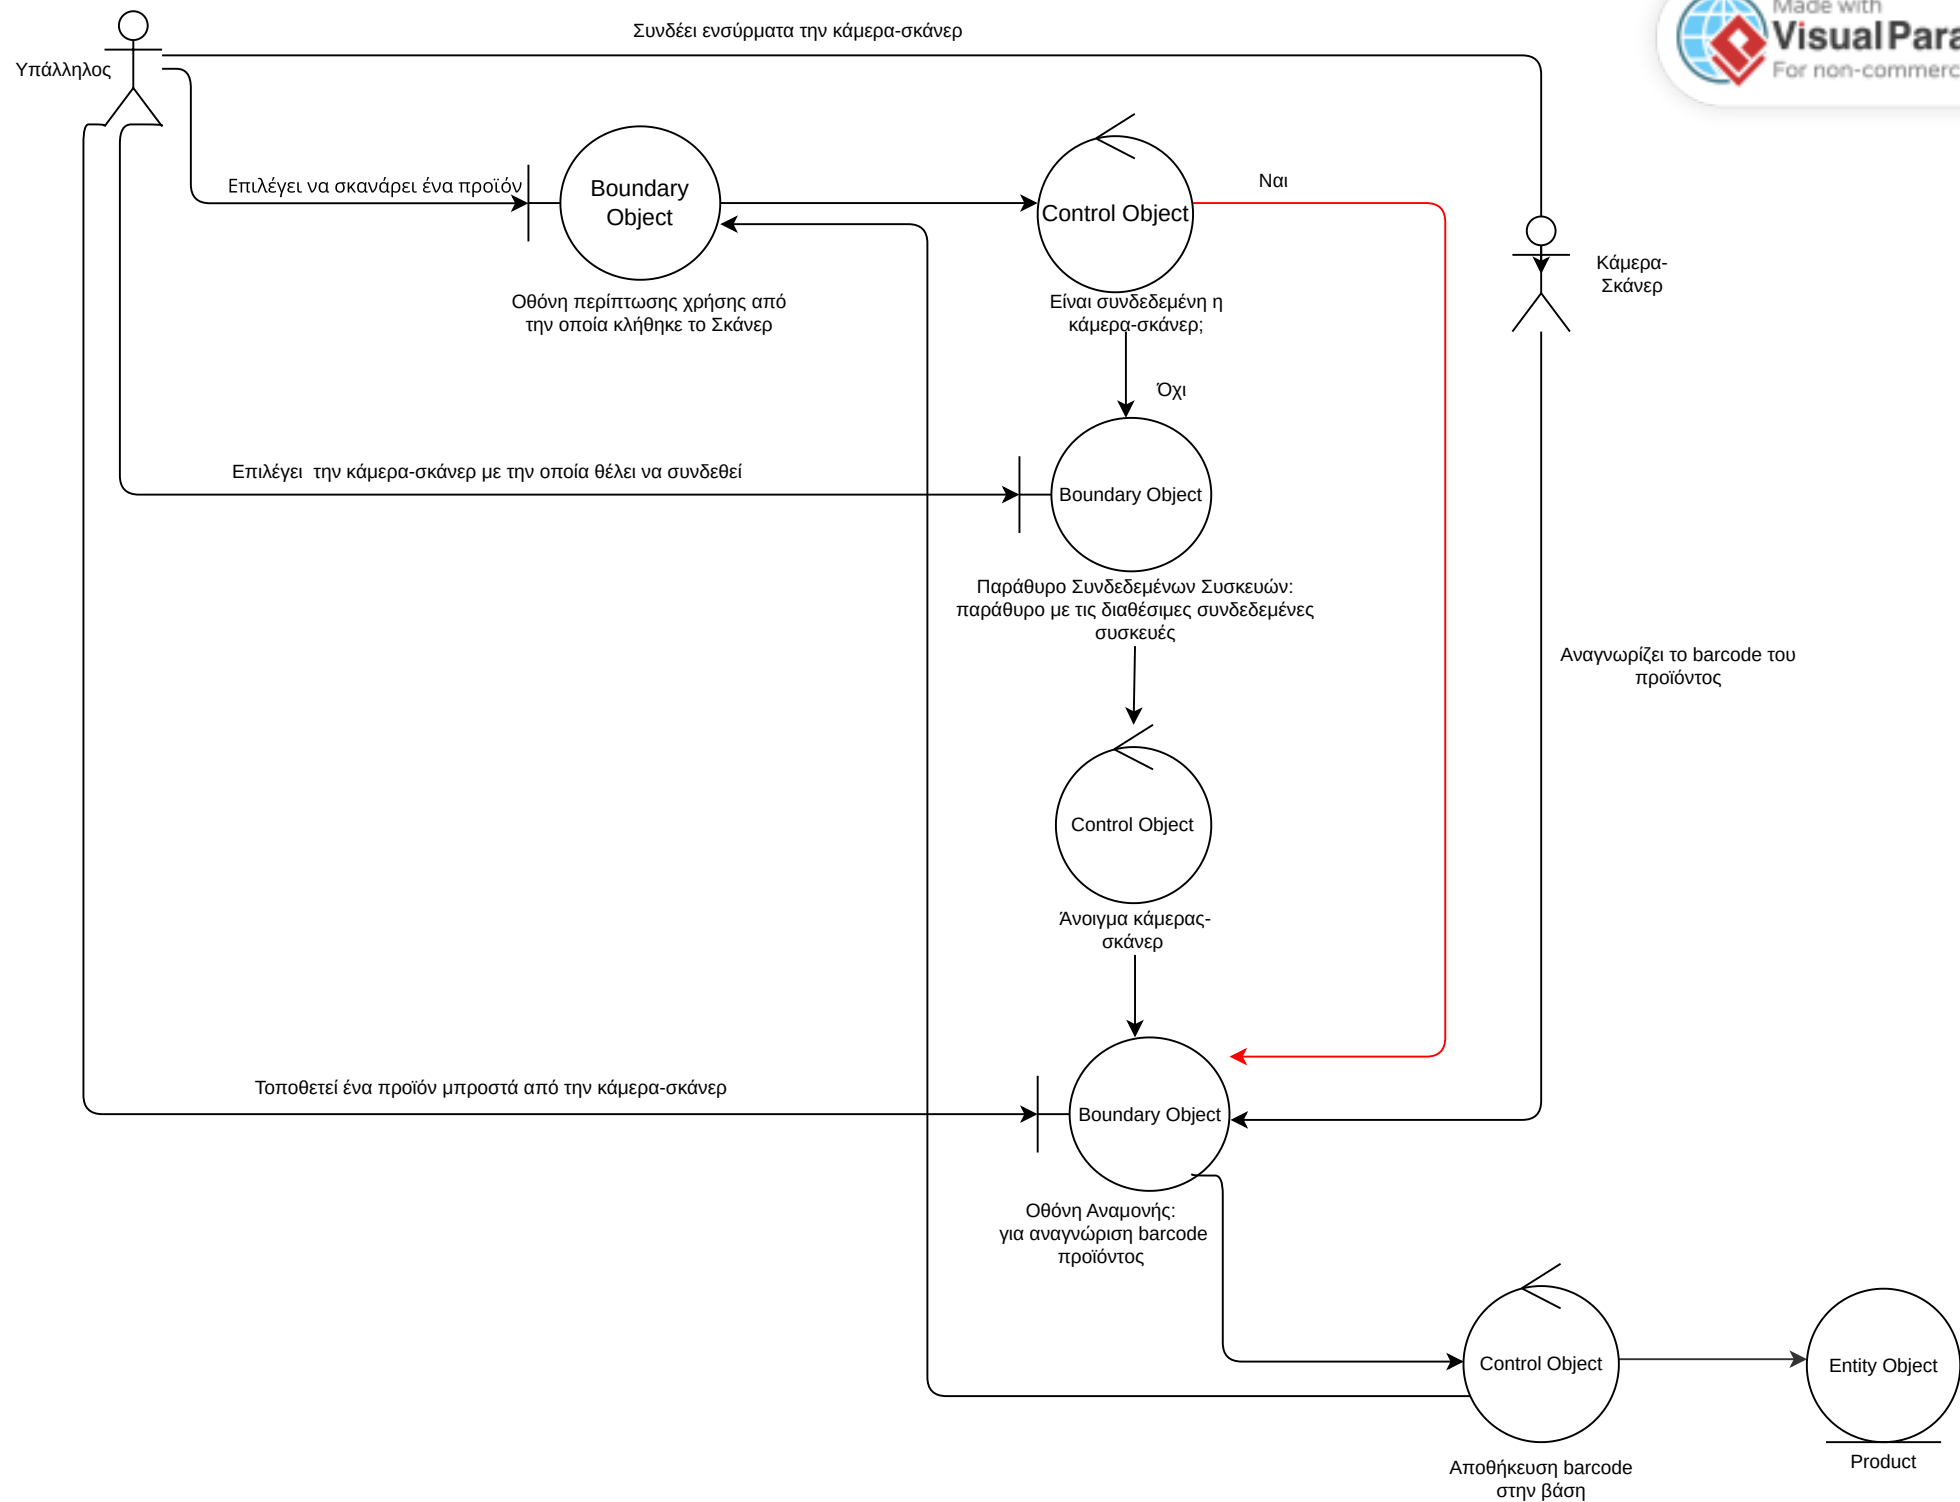 Made with
Συνδέει ενσύρματα την κάμερα-σκάνερ
Visual Para
Υπάλληλος
For non-commerc
Επιλέγει να σκανάρει ένα προϊόν
Boundary
Object
Control Object
Ναι
Κάμερα-
Σκάνερ
Οθόνη περίπτωσης χρήσης από
την οποία κλήθηκε το Σκάνερ
Είναι συνδεδεμένη η
κάμερα-σκάνερ;
Όχι
Επιλέγει  την κάμερα-σκάνερ με την οποία θέλει να συνδεθεί
Boundary Object
Παράθυρο Συνδεδεμένων Συσκευών:
παράθυρο με τις διαθέσιμες συνδεδεμένες
συσκευές
Αναγνωρίζει το barcode του
προϊόντος
Control Object
Άνοιγμα κάμερας-
σκάνερ
Τοποθετεί ένα προϊόν μπροστά από την κάμερα-σκάνερ
Boundary Object
Οθόνη Αναμονής:
για αναγνώριση barcode
προϊόντος
Control Object
Entity Object
Αποθήκευση barcode
στην βάση
Product